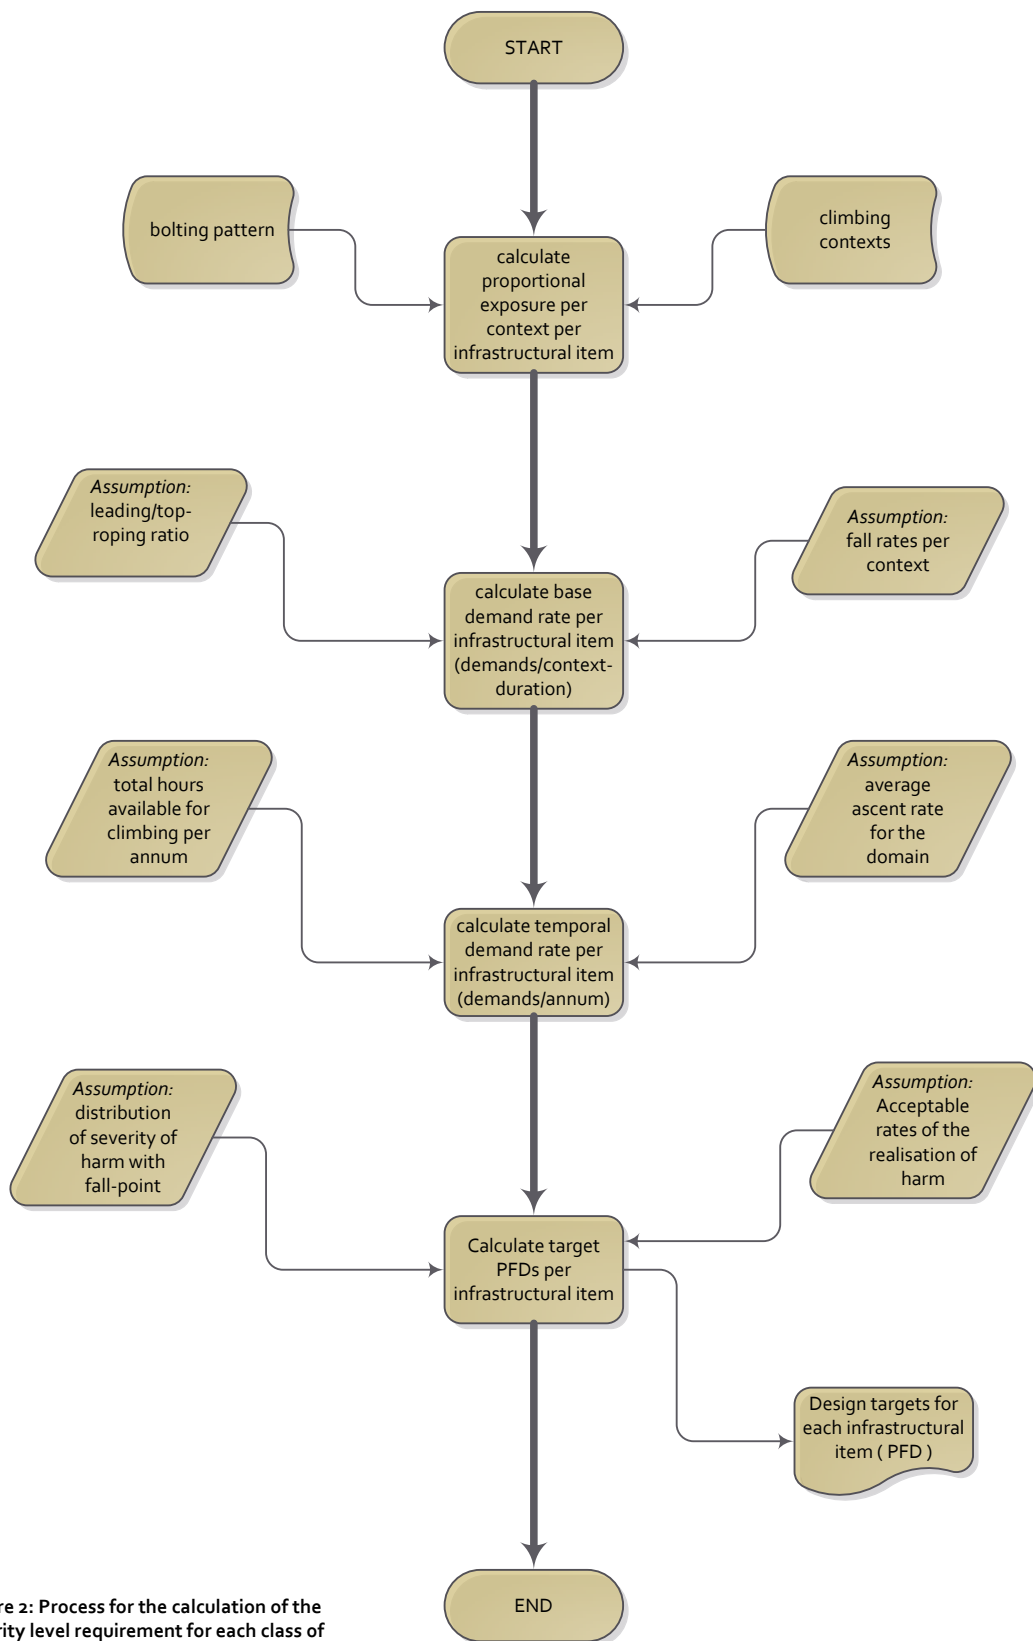 START
bolting pattern
climbing
contexts
calculate
proportional
exposure per
context per
infrastructural item
Assumption:
leading/top-
roping ratio
Assumption:
fall rates per
context
calculate base
demand rate per
infrastructural item
(demands/context-
duration)
Assumption:
total hours
available for
climbing per
annum
Assumption:
average
ascent rate
for the
domain
calculate temporal
demand rate per
infrastructural item
(demands/annum)
Assumption:
distribution
of severity of
harm with
fall-point
Assumption:
Acceptable
rates of the
realisation of
harm
Calculate target
PFDs per
infrastructural item
Design targets for
each infrastructural
item ( PFD )
END
re 2: Process for the calculation of the
rity level requirement for each class of